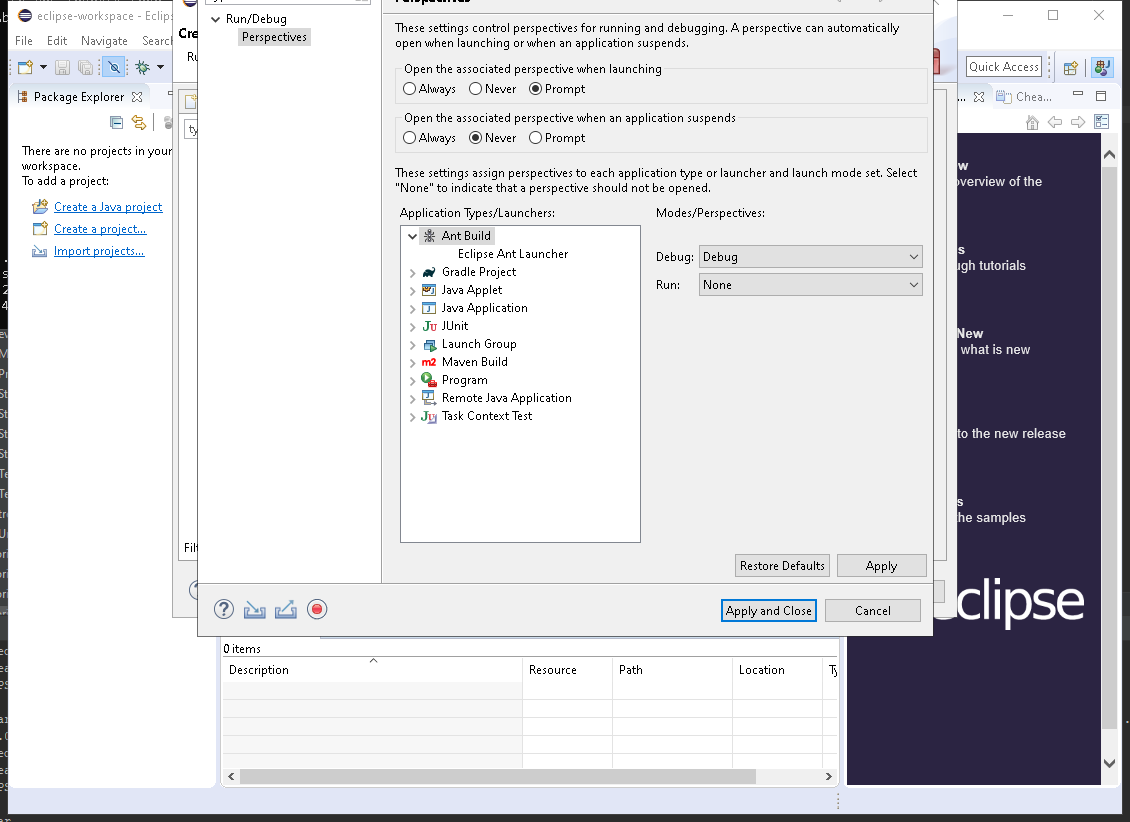 eclipse-workspace - Eclips
File Edit Navigate Search
Quick Access
Package Explorer
There are no projects in your
workspace.
To add a project:
Create a Java project
Create a project...
Import projects...
Cre
Ru
Run/Debug
Perspectives
These settings control perspectives for running and debugging. A perspective can automatically
open when launching or when an application suspends.
Open the associated perspective when launching
Always Never Prompt
Open the associated perspective when an application suspends
Always Never Prompt
These settings assign perspectives to each application type or launcher and launch mode set. Select
"None" to indicate that a perspective should not be opened.
Application Types/Launchers:
Ant Build
Eclipse Ant Launcher
Gradle Project
Java Applet
Java Application
JUnit
Launch Group
Maven Build
Program
Remote Java Application
Task Context Test
Modes/Perspectives:
Debug: Debug
Run: None
Restore Defaults Apply
Apply and Close Cancel
Filt
0 items
Description Resource Path Location Ty
... Chea...
w
overview of the
s
ugh tutorials
New
what is new
to the new release
s
he samples
clipse